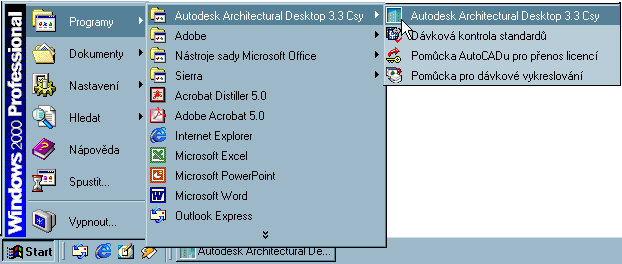 Windows 2000 Professional
Programy
Dokumenty
Nastavení
Hledat
Nápověda
Spustit...
Vypnout...
Autodesk Architectural Desktop 3.3 Csy
Adobe
Nástroje sady Microsoft Office
Sierra
Acrobat Distiller 5.0
Adobe Acrobat 5.0
Internet Explorer
Microsoft Excel
Microsoft PowerPoint
Microsoft Word
Outlook Express
Autodesk Architectural Desktop 3.3 Csy
Dávková kontrola standardů
Pomůcka AutoCADu pro přenos licencí
Pomůcka pro dávkové vykreslování
Start
Autodesk Architectural De...